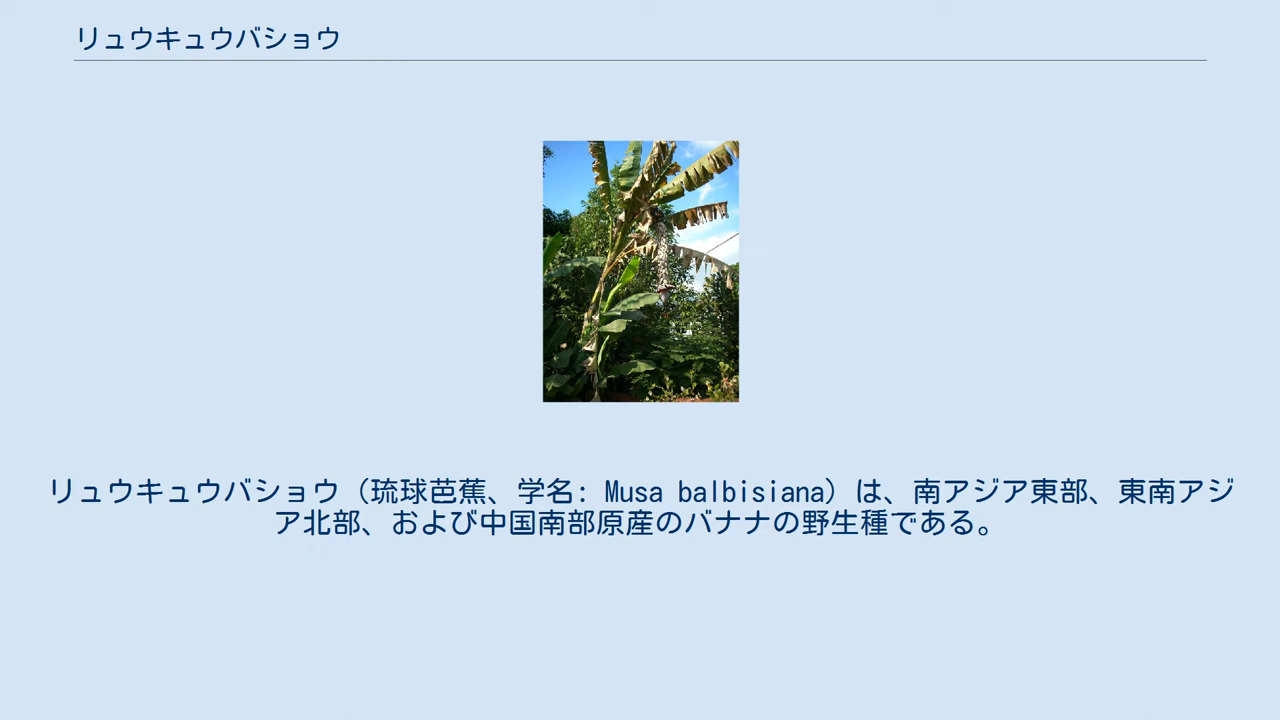 リュウキュウバショウ
リュウキュウバショウ（琉球芭蕉、学名: Musa balbisiana）は、南アジア東部、東南アジ
ア北部、および中国南部原産のバナナの野生種である。